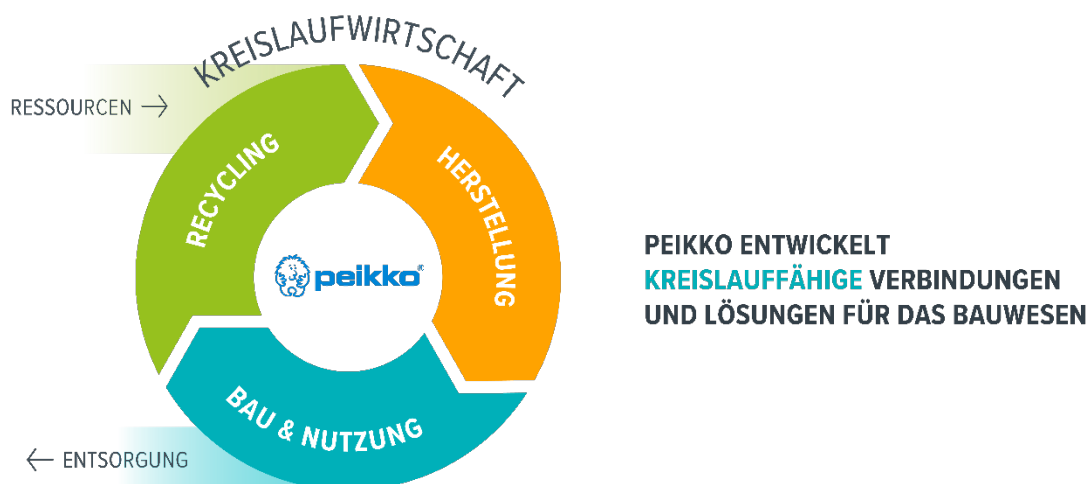 KREISLAUFWIRTSCHAFT
RESSOURCEN →
RECYCLING
HERSTELLUNG
peikko®
PEIKKO ENTWICKELT
KREISLAUFFÄHIGE VERBINDUNGEN
UND LÖSUNGEN FÜR DAS BAUWESEN
BAU & NUTZUNG
← ENTSORGUNG